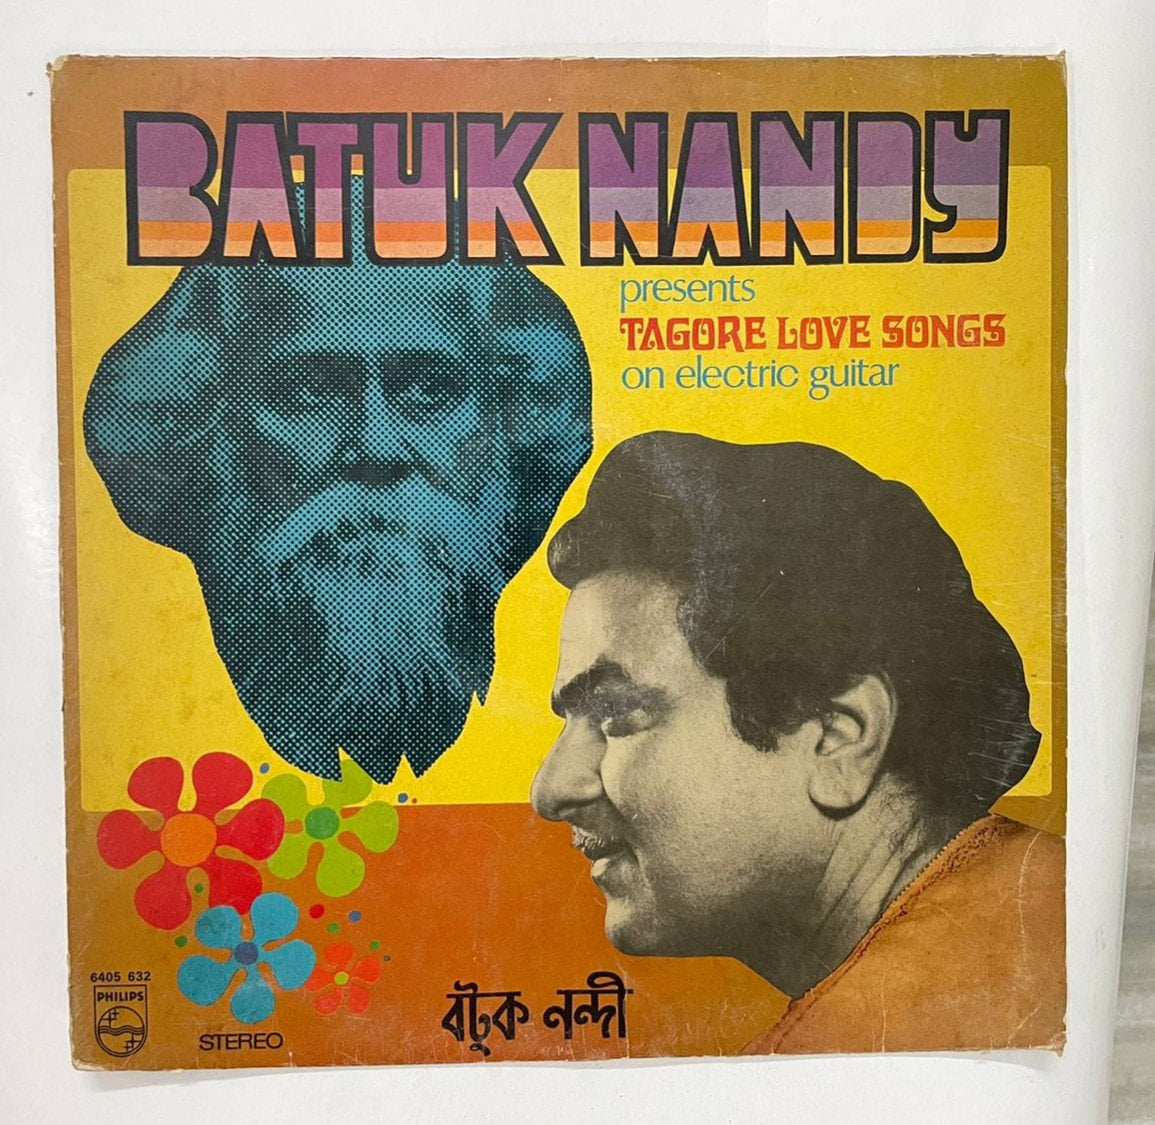 BATUK NANDY
presents
TAGORE LOVE SONGS
on electric guitar
6405 632
PHILIPS
STEREO
বটুক নন্দী